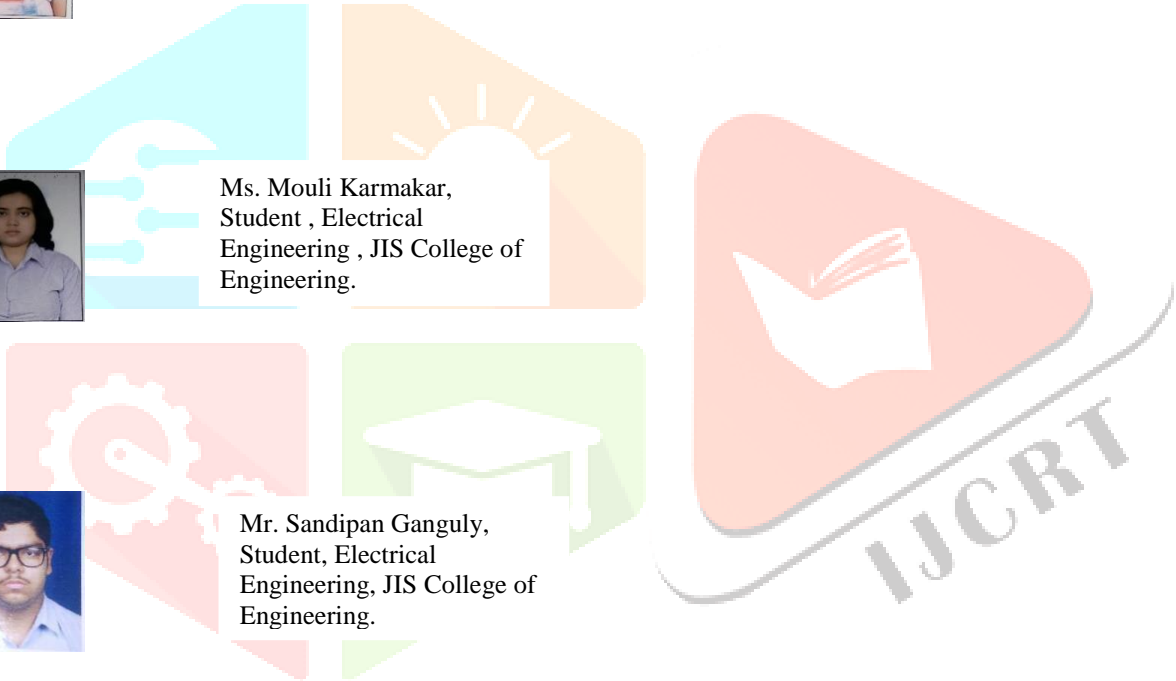 Ms. Mouli Karmakar,
Student , Electrical
Engineering , JIS College of
Engineering.
Mr. Sandipan Ganguly,
Student, Electrical
Engineering, JIS College of
Engineering.
IJCRT